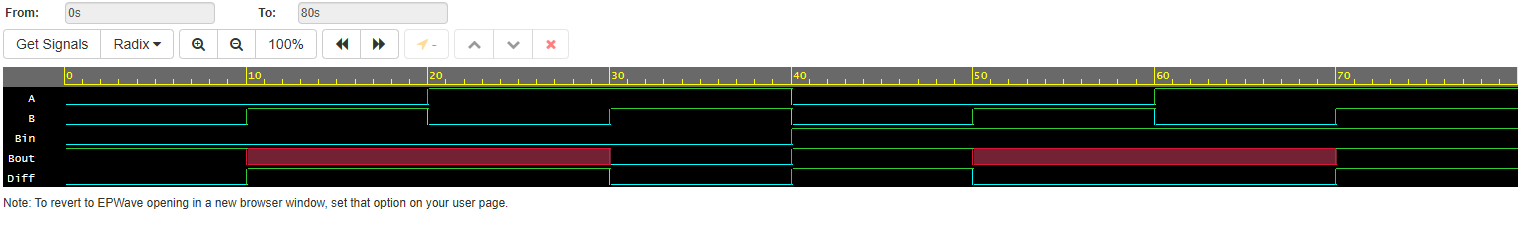 From: 0s To: 80s
Get Signals Radix 100% -
0 10 20 30 40 50 60 70
A
B
Bin
Bout
Diff
Note: To revert to EPWave opening in a new browser window, set that option on your user page.